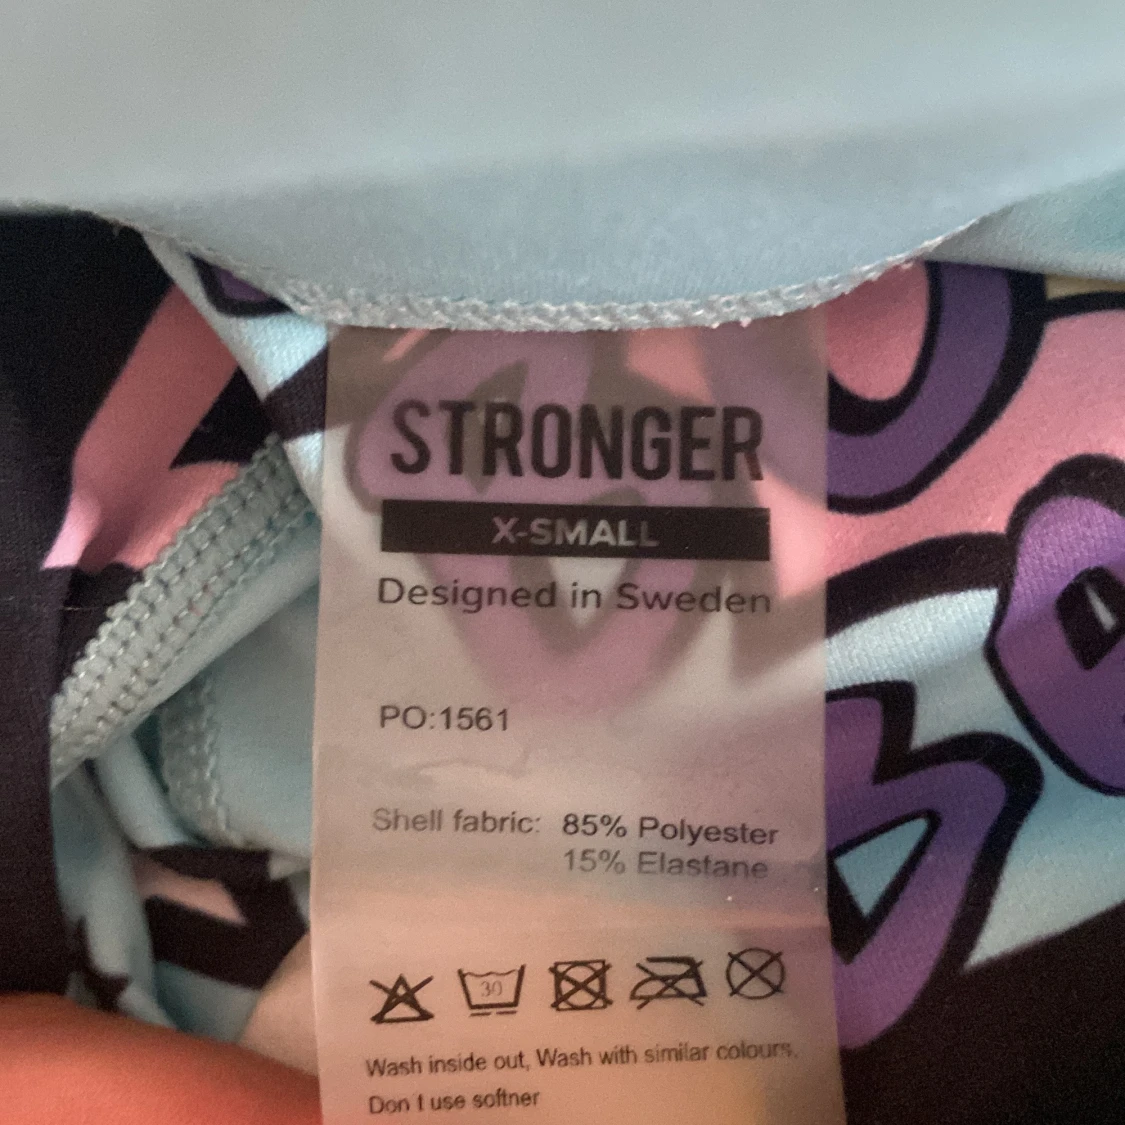 STRONGER
X-SMALL
Designed in Sweden
PO:1561
Shell fabric: 85% Polyester
15% Elastane
30
Wash inside out, Wash with similar colours.
Don t use softner